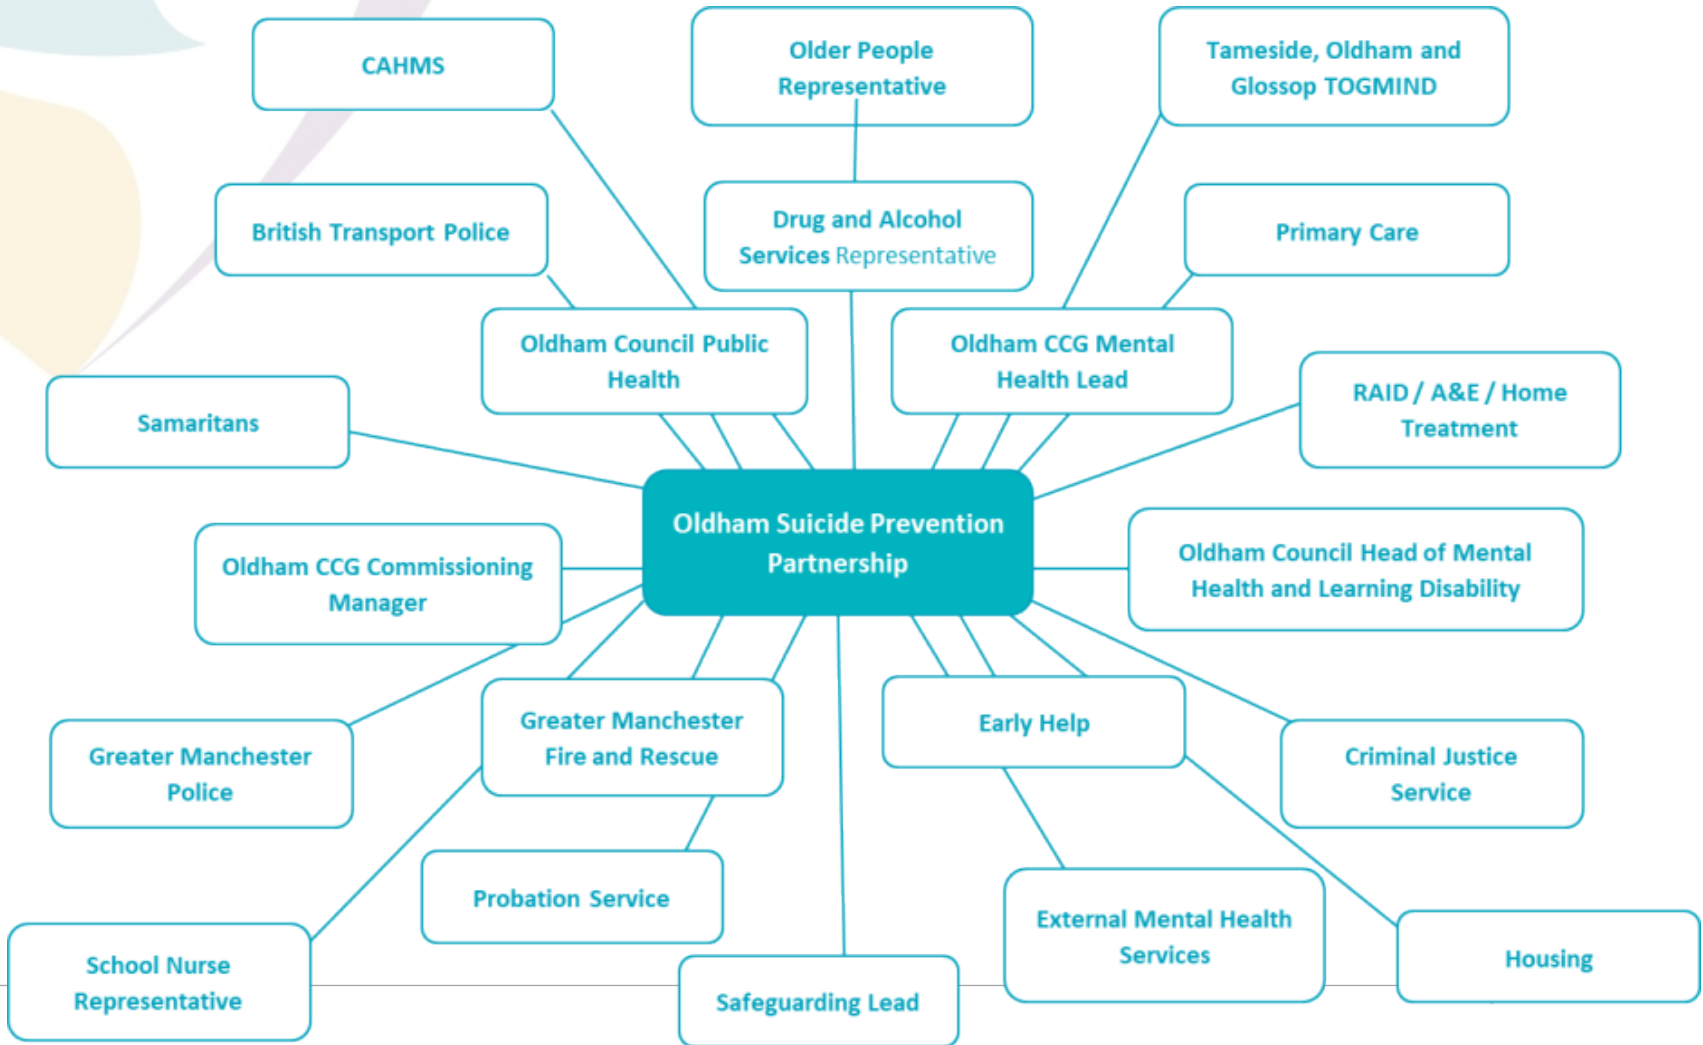 CAHMS
Older People
Representative
Tameside, Oldham and
Glossop TOGMIND
British Transport Police
Drug and Alcohol
Services Representative
Primary Care
Oldham Council Public
Health
Oldham CCG Mental
Health Lead
Samaritans
RAID / A&E / Home
Treatment
Oldham Suicide Prevention
Partnership
Oldham CCG Commissioning
Manager
Oldham Council Head of Mental
Health and Learning Disability
Greater Manchester
Police
Greater Manchester
Fire and Rescue
Early Help
Criminal Justice
Service
Probation Service
External Mental Health
Services
School Nurse
Representative
Safeguarding Lead
Housing